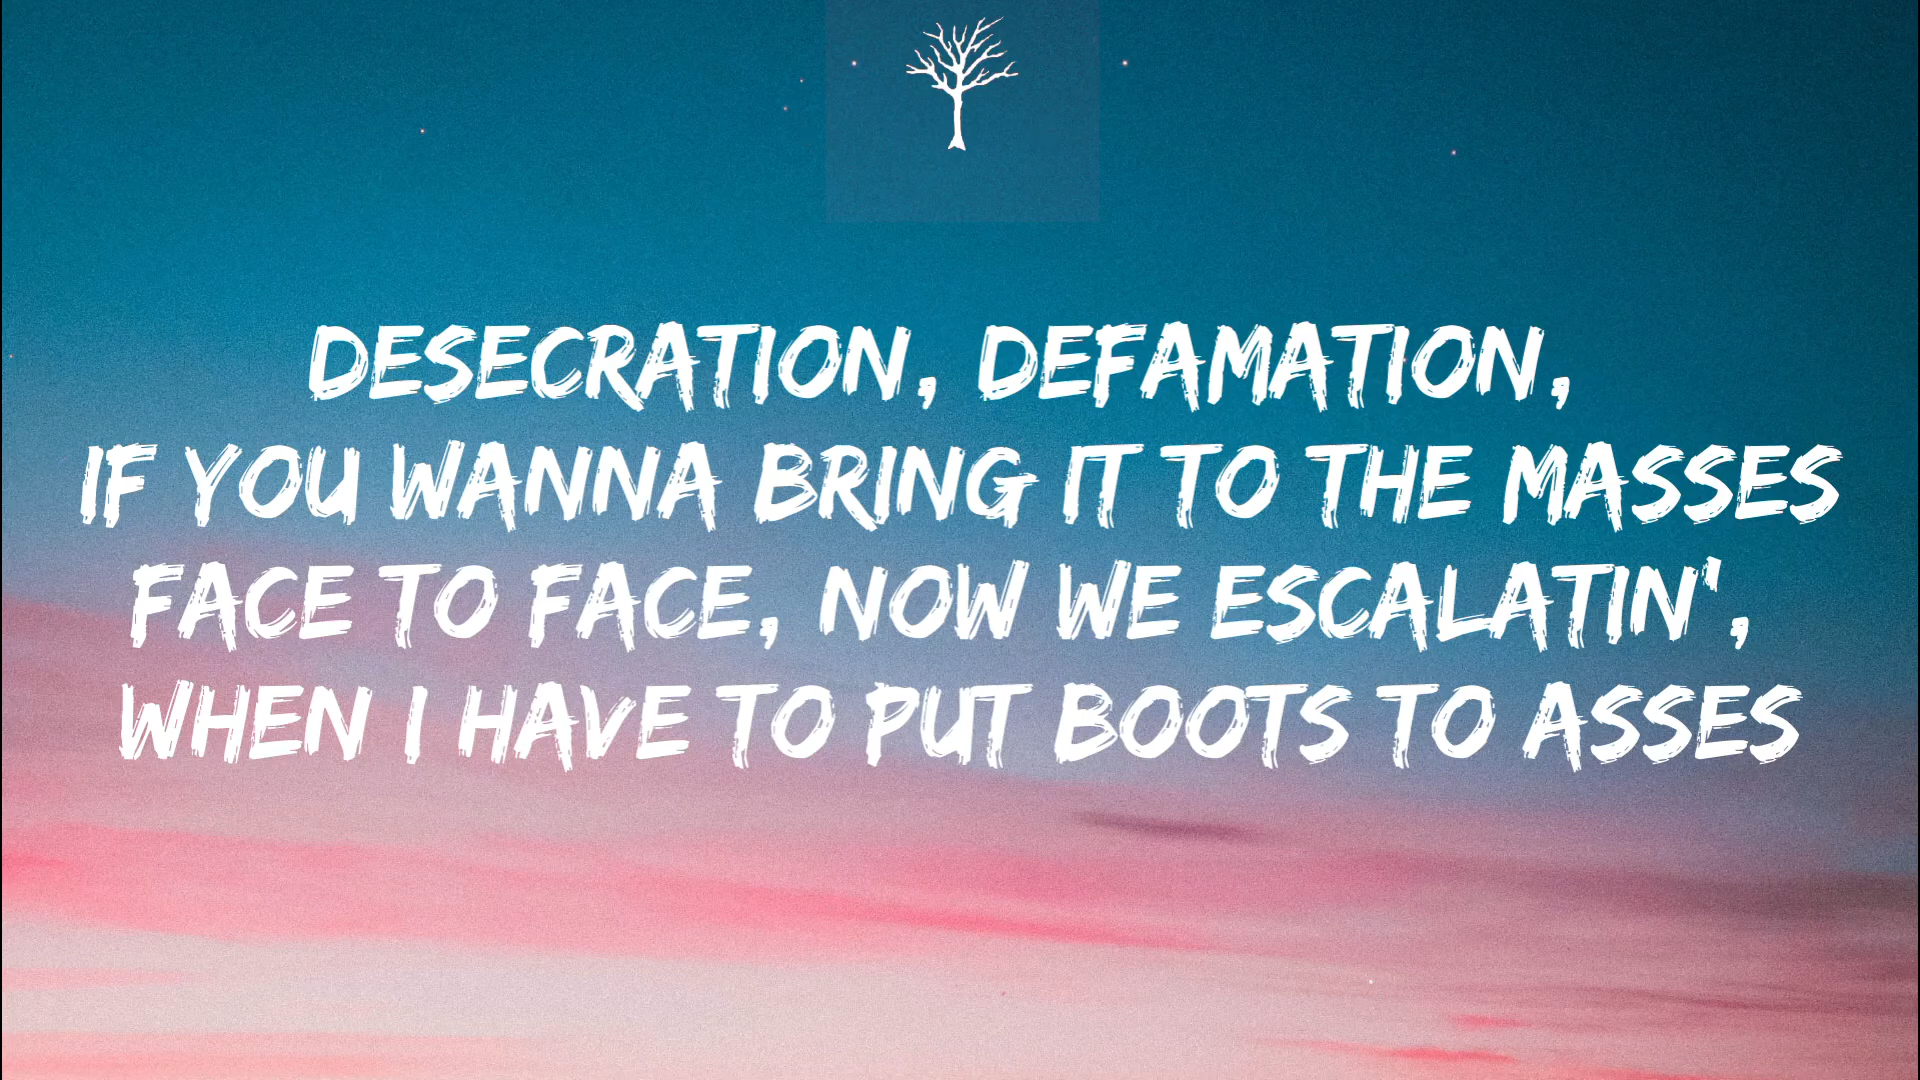 DESECRATION, DEFAMATION,
IF YOU WANNA BRING IT TO THE MASSES
FACE TO FACE, NOW WE ESCALATIN',
WHEN I HAVE TO PUT BOOTS TO ASSES